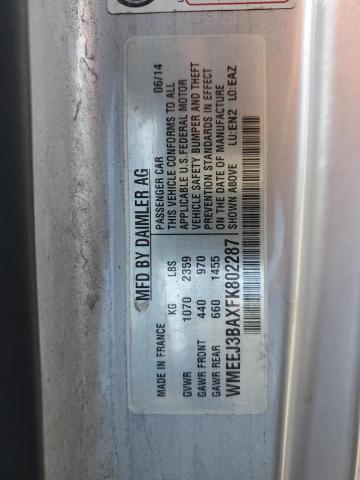 MFD BY DAIMLER AG
MADE IN FRANCE
KG LBS
GVWR 1070 2359
GAWR FRONT 440 970
GAWR REAR 660 1455
WMEEJ3BAXFK802287
PASSENGER CAR 06/14
THIS VEHICLE CONFORMS TO ALL
APPLICABLE U.S.FEDERAL MOTOR
VEHICLE SAFETY BUMPER AND THEFT
PREVENTION STANDARDS IN EFFECT
ON THE DATE OF MANUFACTURE
SHOWN ABOVE LU:EN2 LO:EAZ